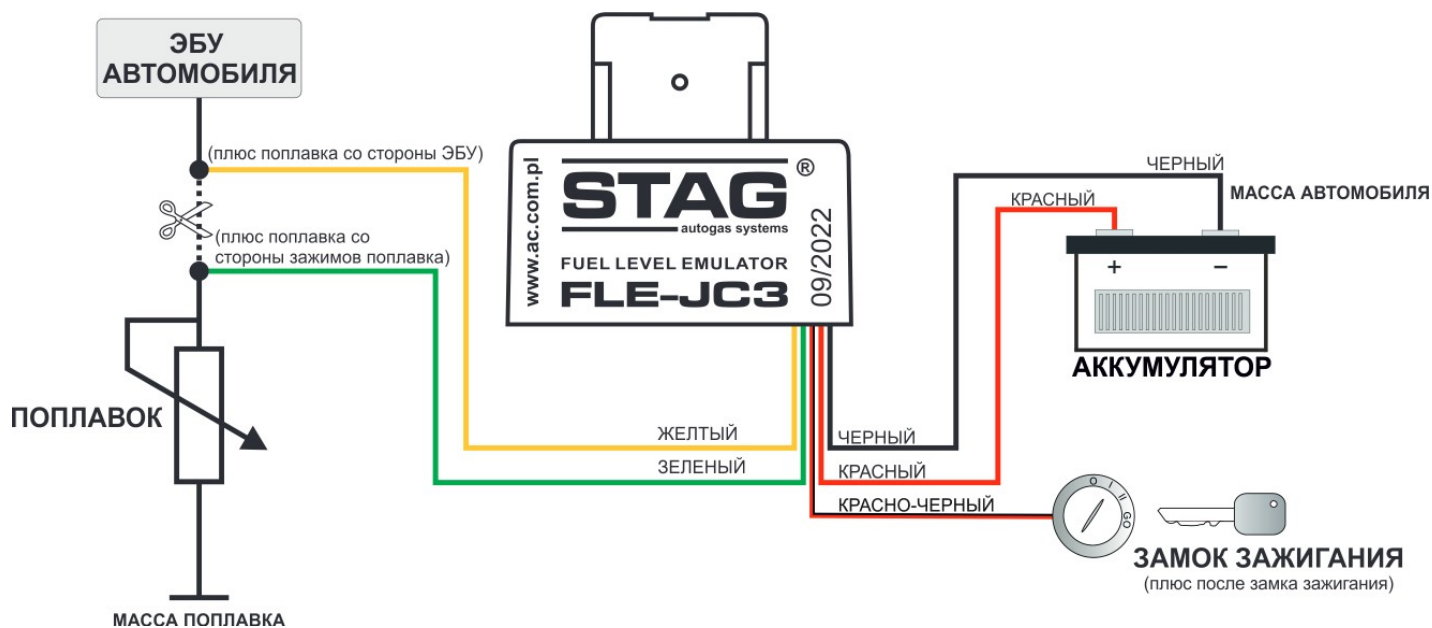 ЭБУ
АВТОМОБИЛЯ
(плюс поплавка со стороны ЭБУ)
(плюс поплавка со
стороны зажимов поплавка)
ПОПЛАВОК
МАССА ПОПЛАВКА
www.ac.com.pl
STAG®
autogas systems
FUEL LEVEL EMULATOR
FLE-JC3
09/2022
ЖЕЛТЫЙ
ЗЕЛЕНЫЙ
ЧЕРНЫЙ
КРАСНЫЙ
КРАСНО-ЧЕРНЫЙ
ЧЕРНЫЙ
МАССА АВТОМОБИЛЯ
КРАСНЫЙ
+ −
АККУМУЛЯТОР
O I II GO
ЗАМОК ЗАЖИГАНИЯ
(плюс после замка зажигания)